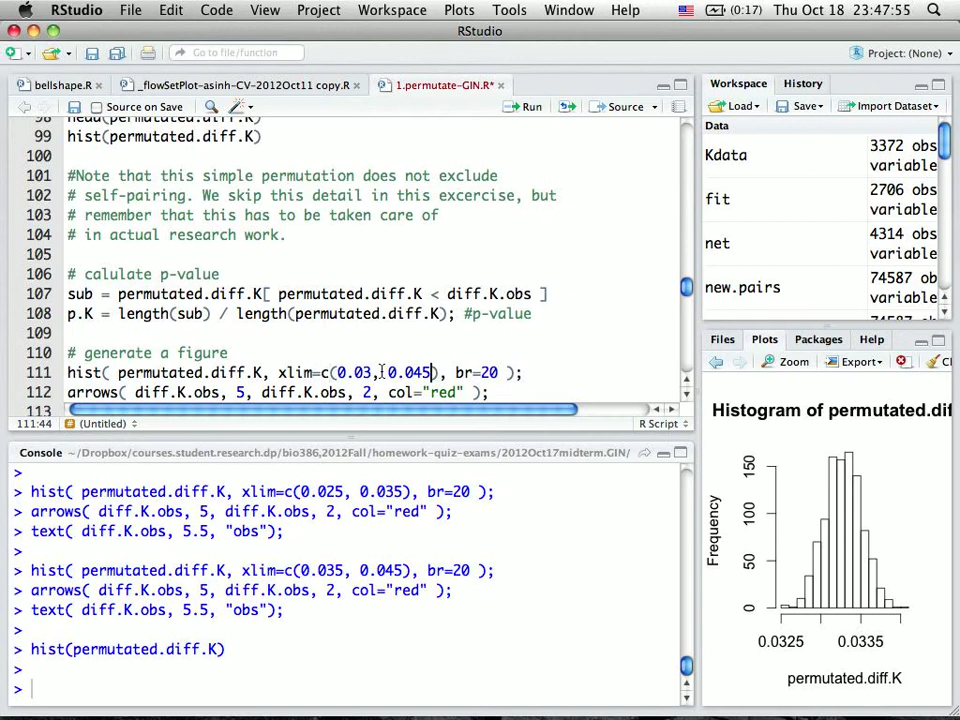 RStudio File Edit Code View Project Workspace Plots Tools Window Help (0:17) Thu Oct 18 23:47:55
RStudio
Go to file/function Project: (None)
bellshape.R _flowSetPlot-asinh-CV-2012Oct11 copy.R 1.permutate-GIN.R*
Source on Save Run Source
98 head(permutated.diff.K)
99 hist(permutated.diff.K)
100
101 #Note that this simple permutation does not exclude
102 # self-pairing. We skip this detail in this excercise, but
103 # remember that this has to be taken care of
104 # in actual research work.
105
106 # calulate p-value
107 sub = permutated.diff.K[ permutated.diff.K < diff.K.obs ]
108 p.K = length(sub) / length(permutated.diff.K); #p-value
109
110 # generate a figure
111 hist( permutated.diff.K, xlim=c(0.03, 0.045), br=20 );
112 arrows( diff.K.obs, 5, diff.K.obs, 2, col="red" );
113
111:44 (Untitled) R Script
Console ~/Dropbox/courses.student.research.dp/bio386,2012Fall/homework-quiz-exams/2012Oct17midterm.GIN/
>
> hist( permutated.diff.K, xlim=c(0.025, 0.035), br=20 );
> arrows( diff.K.obs, 5, diff.K.obs, 2, col="red" );
> text( diff.K.obs, 5.5, "obs");
>
> hist( permutated.diff.K, xlim=c(0.035, 0.045), br=20 );
> arrows( diff.K.obs, 5, diff.K.obs, 2, col="red" );
> text( diff.K.obs, 5.5, "obs");
>
> hist(permutated.diff.K)
>
>
Workspace History
Load Save Import Dataset
Data
Kdata 3372 obs
variable
fit 2706 obs
variable
net 4314 obs
variable
new.pairs 74587 obs
variable
Files Plots Packages Help
Zoom Export
Histogram of permutated.dif
Frequency
150
100
50
0
0.0325 0.0335
permutated.diff.K